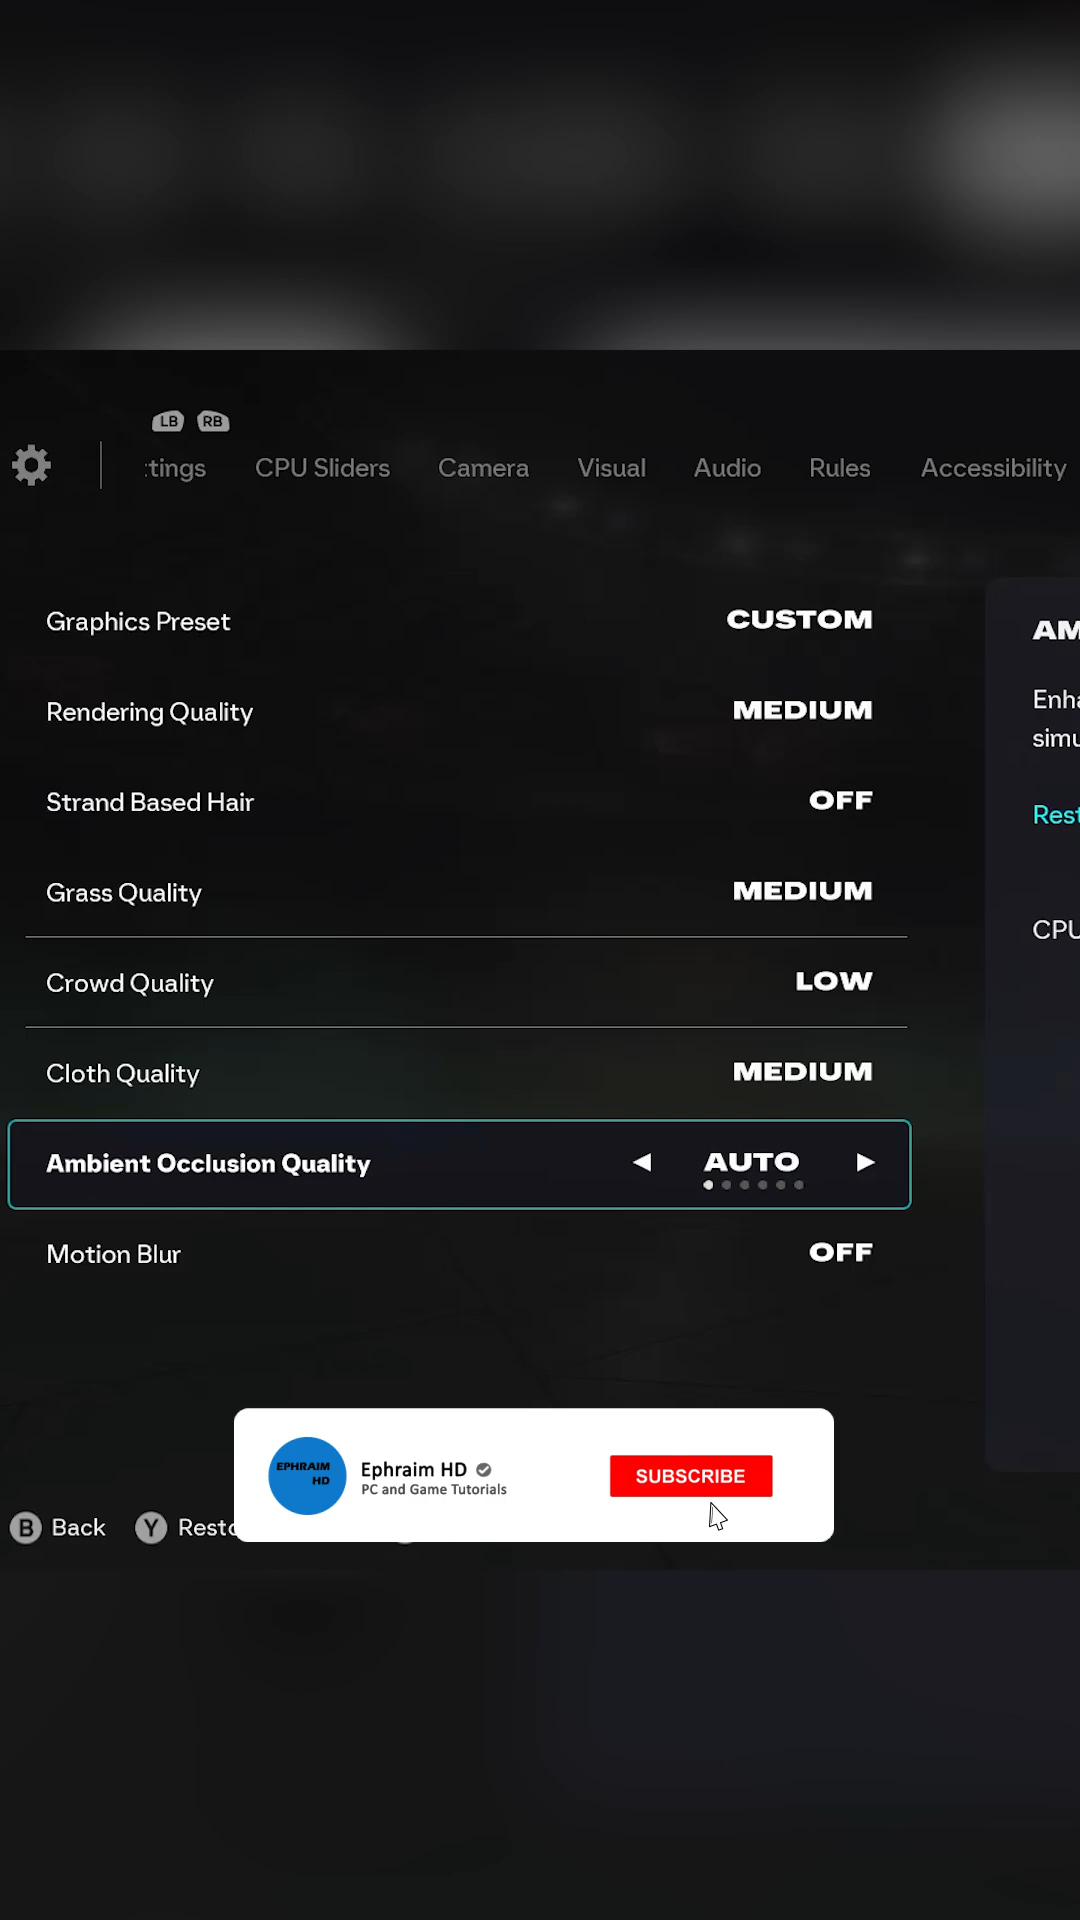 LB RB
tings CPU Sliders Camera Visual Audio Rules Accessibility
Graphics Preset CUSTOM
Rendering Quality MEDIUM
Strand Based Hair OFF
Grass Quality MEDIUM
Crowd Quality LOW
Cloth Quality MEDIUM
Ambient Occlusion Quality AUTO
Motion Blur OFF
AM
Enha
simu
Rest
CPU
EPHRAIM
HD
Ephraim HD
PC and Game Tutorials
SUBSCRIBE
B Back Y Resto